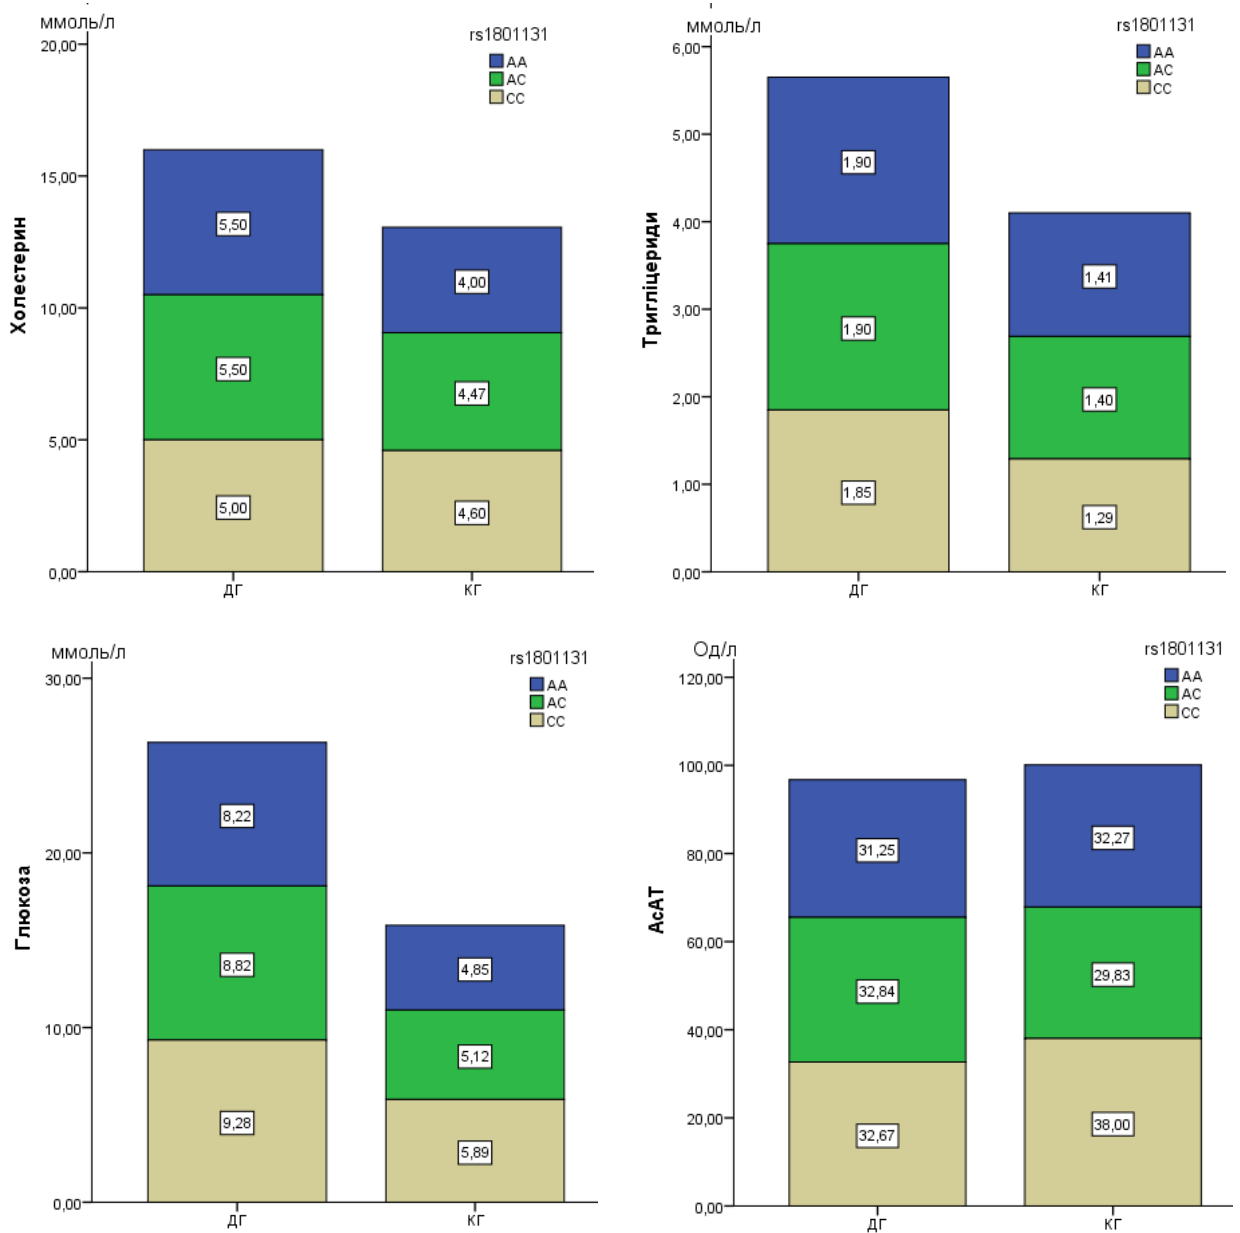 ммоль/л
rs1801131
AA
AC
CC
20,00
15,00
10,00
5,00
0,00
Холестерин
5,50
5,50
5,00
4,00
4,47
4,60
ДГ
КГ
ммоль/л
rs1801131
AA
AC
CC
6,00
5,00
4,00
3,00
2,00
1,00
0,00
Тригліцериди
1,90
1,90
1,85
1,41
1,40
1,29
ДГ
КГ
ммоль/л
rs1801131
AA
AC
CC
30,00
20,00
10,00
0,00
Глюкоза
8,22
8,82
9,28
4,85
5,12
5,89
ДГ
КГ
Од/л
rs1801131
AA
AC
CC
120,00
100,00
80,00
60,00
40,00
20,00
0,00
АсАТ
31,25
32,84
32,67
32,27
29,83
38,00
ДГ
КГ